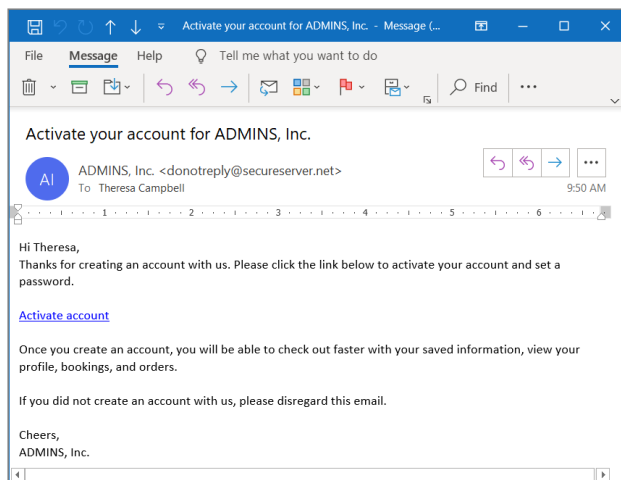 Activate your account for ADMINS, Inc. - Message (...
File Message Help Tell me what you want to do
Find
Activate your account for ADMINS, Inc.
AI
ADMINS, Inc. <donotreply@secureserver.net>
To Theresa Campbell
9:50 AM
1 2 3 4 5 6
Hi Theresa,
Thanks for creating an account with us. Please click the link below to activate your account and set a
password.
Activate account
Once you create an account, you will be able to check out faster with your saved information, view your
profile, bookings, and orders.
If you did not create an account with us, please disregard this email.
Cheers,
ADMINS, Inc.